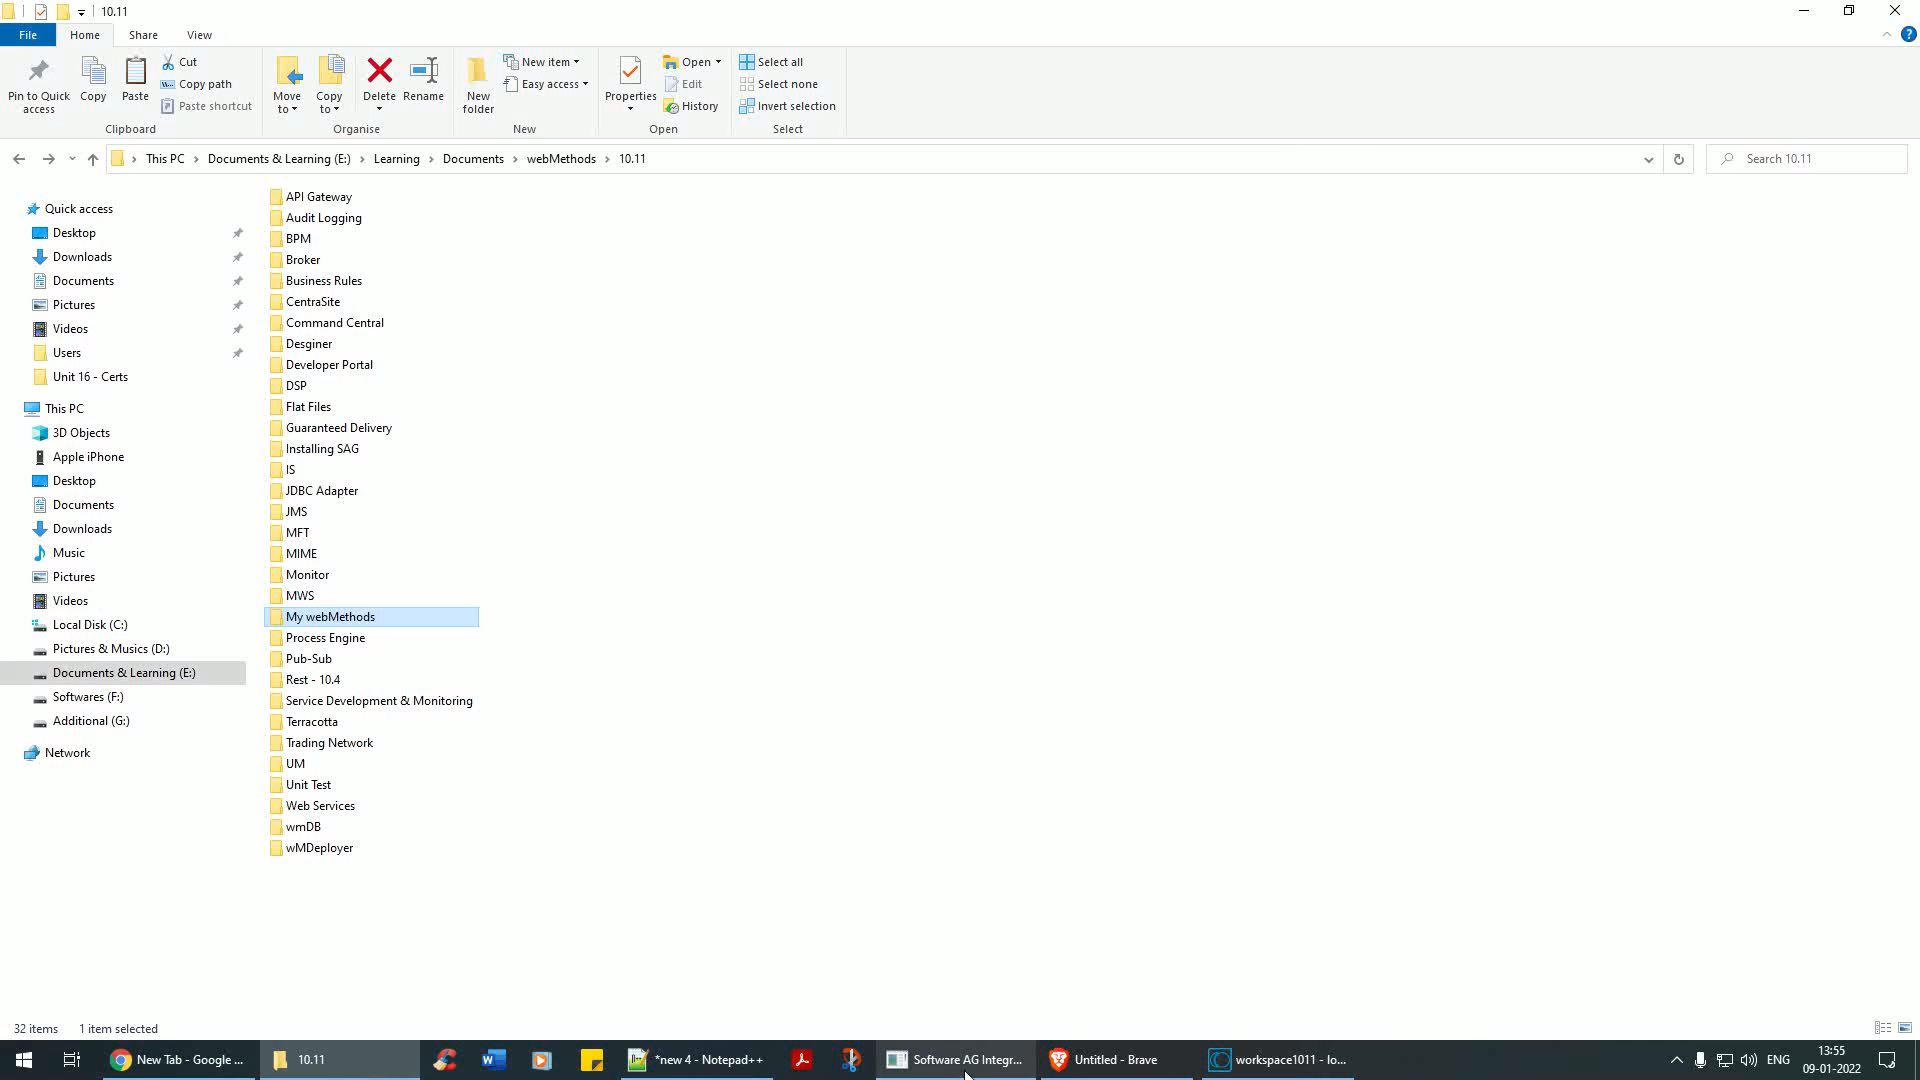 10.11
File
Home
Share
View
Pin to Quick access
Copy
Paste
Cut
Copy path
Paste shortcut
Clipboard
Move to
Copy to
Delete
Rename
Organise
New folder
New item
Easy access
New
Properties
Open
Edit
History
Open
Select all
Select none
Invert selection
Select
This PC
Documents & Learning (E:)
Learning
Documents
webMethods
10.11
Search 10.11
Quick access
Desktop
Downloads
Documents
Pictures
Videos
Users
Unit 16 - Certs
This PC
3D Objects
Apple iPhone
Desktop
Documents
Downloads
Music
Pictures
Videos
Local Disk (C:)
Pictures & Musics (D:)
Documents & Learning (E:)
Softwares (F:)
Additional (G:)
Network
API Gateway
Audit Logging
BPM
Broker
Business Rules
CentraSite
Command Central
Desginer
Developer Portal
DSP
Flat Files
Guaranteed Delivery
Installing SAG
IS
JDBC Adapter
JMS
MFT
MIME
Monitor
MWS
My webMethods
Process Engine
Pub-Sub
Rest - 10.4
Service Development & Monitoring
Terracotta
Trading Network
UM
Unit Test
Web Services
wmDB
wMDeployer
32 items
1 item selected
New Tab - Google ...
10.11
*new 4 - Notepad++
Software AG Integr...
Untitled - Brave
workspace1011 - lo...
ENG
13:55
09-01-2022